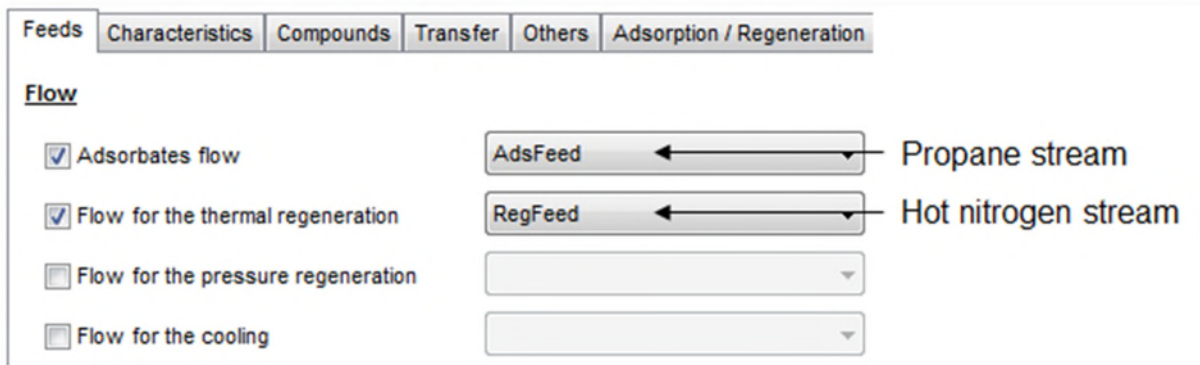 Feeds Characteristics Compounds Transfer Others Adsorption / Regeneration
Flow
Adsorbates flow AdsFeed Propane stream
Flow for the thermal regeneration RegFeed Hot nitrogen stream
Flow for the pressure regeneration
Flow for the cooling